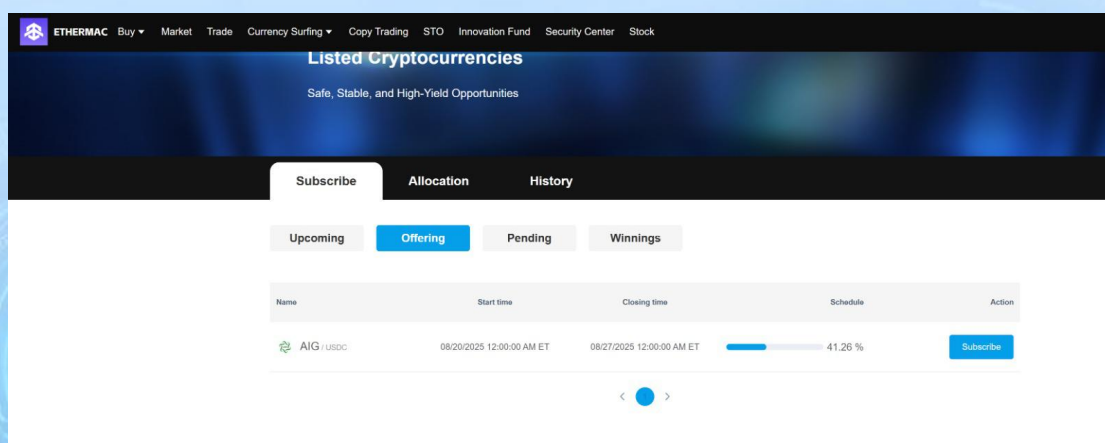 ETHERMAC Buy Market Trade Currency Surfing Copy Trading STO Innovation Fund Security Center Stock
Listed Cryptocurrencies
Safe, Stable, and High-Yield Opportunities
Subscribe Allocation History
Upcoming Offering Pending Winnings
Name Start time Closing time Schedule Action
AIG / USDC 08/20/2025 12:00:00 AM ET 08/27/2025 12:00:00 AM ET 41.26 % Subscribe